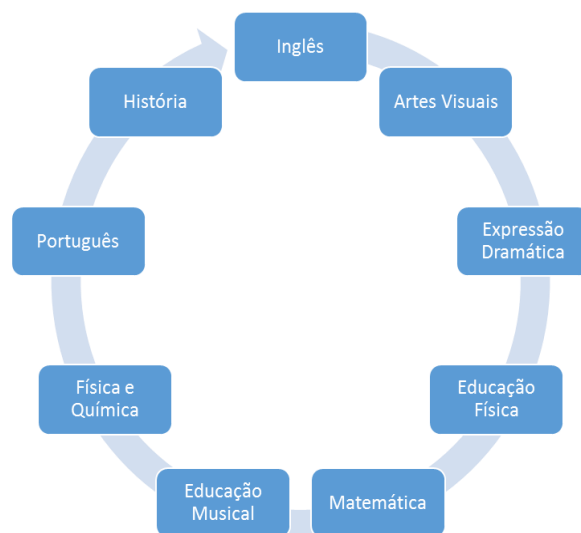 Inglês
Artes Visuais
Expressão
Dramática
Educação
Física
Matemática
Educação
Musical
Física e
Química
Português
História